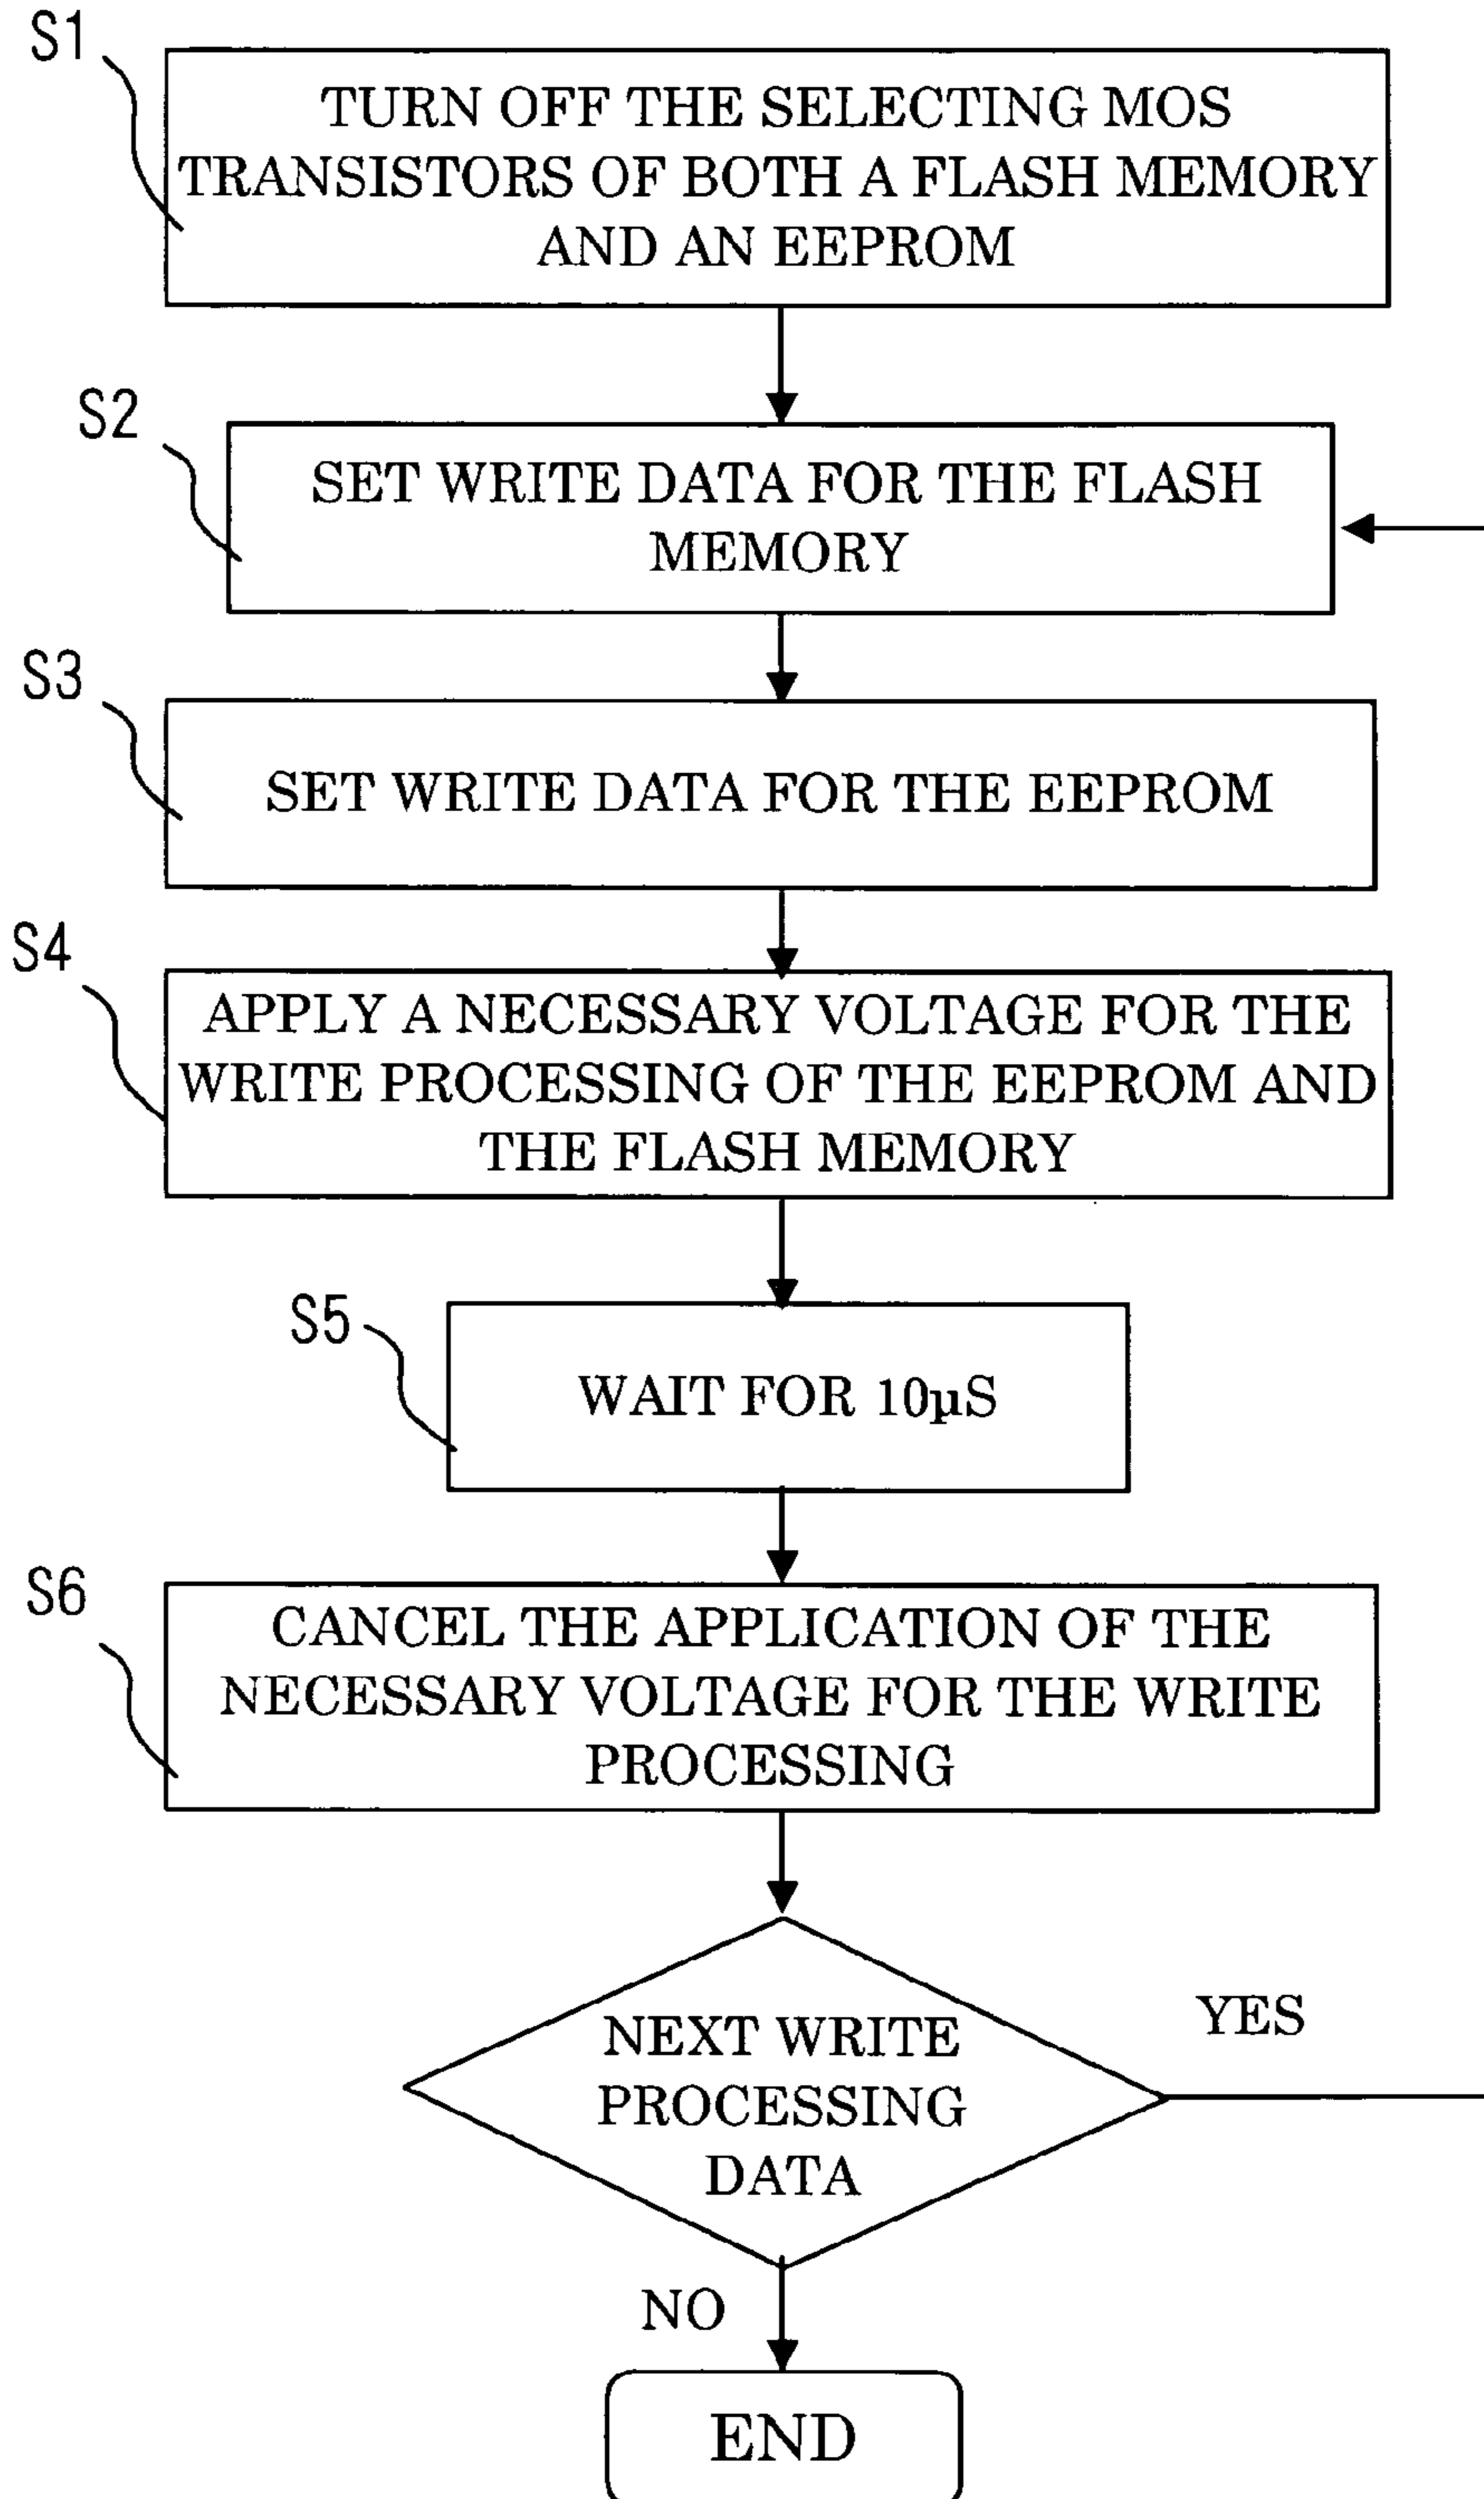 S1
TURN OFF THE SELECTING MOS
TRANSISTORS OF BOTH A FLASH MEMORY
AND AN EEPROM
S2
SET WRITE DATA FOR THE FLASH
MEMORY
S3
SET WRITE DATA FOR THE EEPROM
S4
APPLY A NECESSARY VOLTAGE FOR THE
WRITE PROCESSING OF THE EEPROM AND
THE FLASH MEMORY
S5
WAIT FOR 10µS
S6
CANCEL THE APPLICATION OF THE
NECESSARY VOLTAGE FOR THE WRITE
PROCESSING
NEXT WRITE
PROCESSING
DATA
YES
NO
END